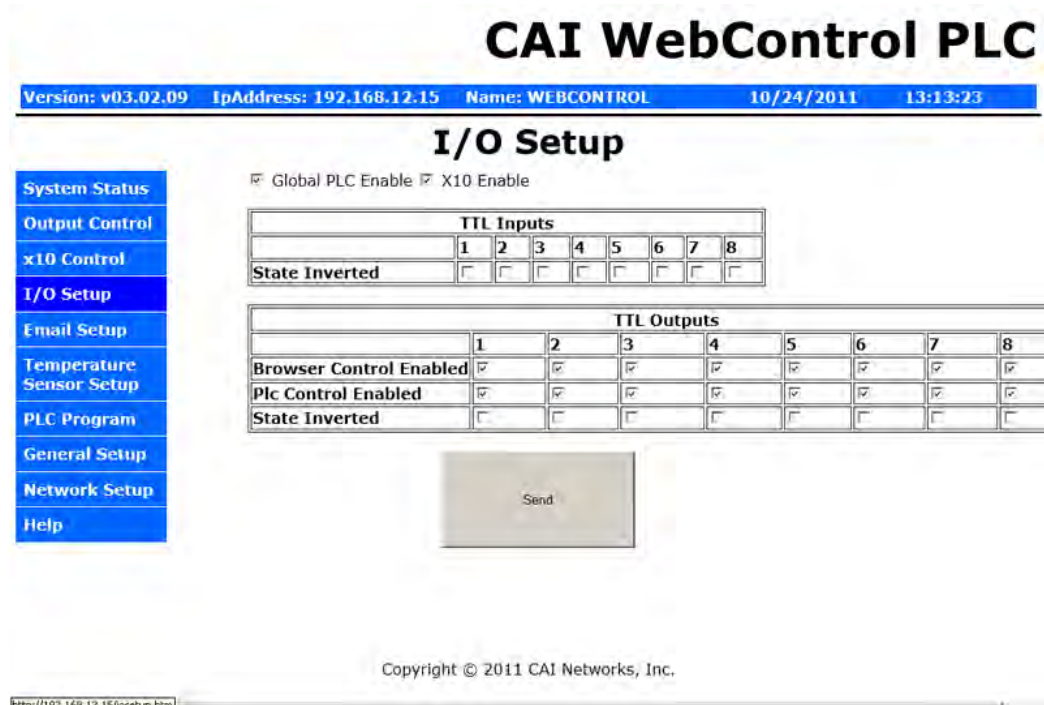 CAI WebControl PLC
Version: v03.02.09 IpAddress: 192.168.12.15 Name: WEBCONTROL 10/24/2011 13:13:23
I/O Setup
Global PLC Enable X10 Enable
System Status
Output Control
x10 Control
I/O Setup
Email Setup
Temperature
Sensor Setup
PLC Program
General Setup
Network Setup
Help
TTL Inputs
1 2 3 4 5 6 7 8
State Inverted
TTL Outputs
1 2 3 4 5 6 7 8
Browser Control Enabled
Plc Control Enabled
State Inverted
Send
Copyright © 2011 CAI Networks, Inc.